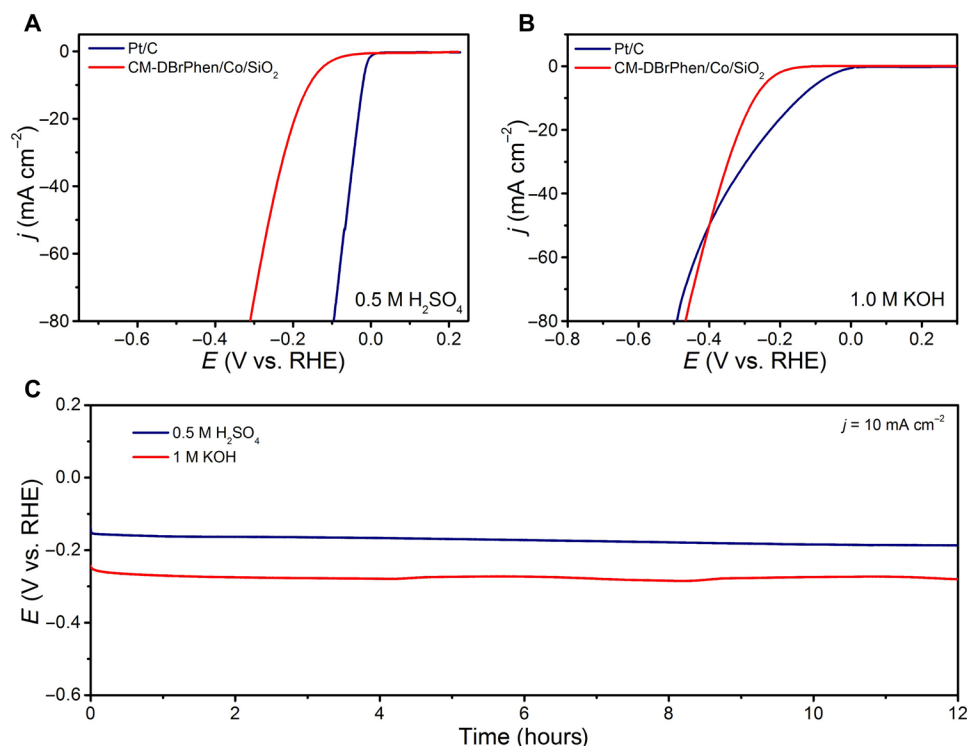 A
Pt/C
CM-DBrPhen/Co/SiO₂
0
−20
−40
−60
−80
j (mA cm⁻²)
0.5 M H₂SO₄
−0.6 −0.4 −0.2 0.0 0.2
E (V vs. RHE)
B
Pt/C
CM-DBrPhen/Co/SiO₂
0
−20
−40
−60
−80
j (mA cm⁻²)
1.0 M KOH
−0.8 −0.6 −0.4 −0.2 0.0 0.2
E (V vs. RHE)
C
0.5 M H₂SO₄
1 M KOH
j = 10 mA cm⁻²
0.2
0.0
−0.2
−0.4
−0.6
E (V vs. RHE)
0 2 4 6 8 10 12
Time (hours)